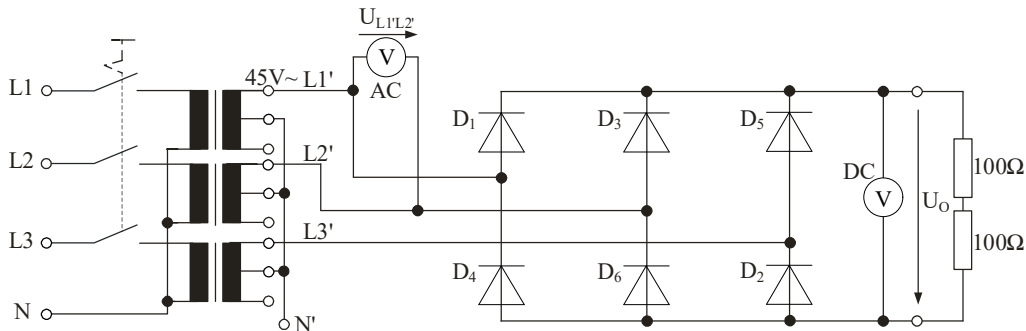 U_L1'L2'
V
AC
45V~ L1'
L1
D₁
D₃
D₅
L2'
L2
DC
V
U_O
100Ω
100Ω
L3'
L3
D₄
D₆
D₂
N
N'